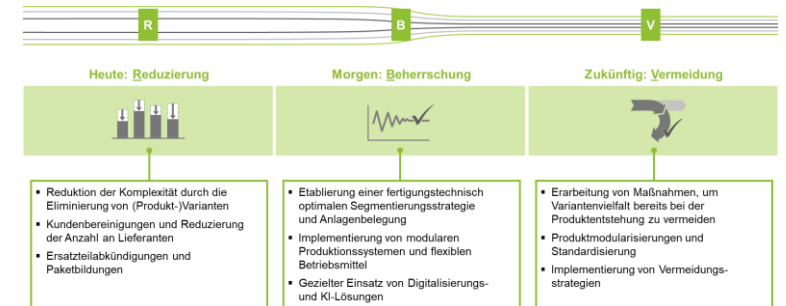 R
B
V
Heute: Reduzierung
Morgen: Beherrschung
Zukünftig: Vermeidung
▪ Reduktion der Komplexität durch die
Eliminierung von (Produkt-)Varianten
▪ Kundenbereinigungen und Reduzierung
der Anzahl an Lieferanten
▪ Ersatzteilabkündigungen und
Paketbildungen
▪ Etablierung einer fertigungstechnisch
optimalen Segmentierungsstrategie
und Anlagenbelegung
▪ Implementierung von modularen
Produktionssystemen und flexiblen
Betriebsmittel
▪ Gezielter Einsatz von Digitalisierungs-
und KI-Lösungen
▪ Erarbeitung von Maßnahmen, um
Variantenvielfalt bereits bei der
Produktentstehung zu vermeiden
▪ Produktmodularisierungen und
Standardisierung
▪ Implementierung von Vermeidungs-
strategien